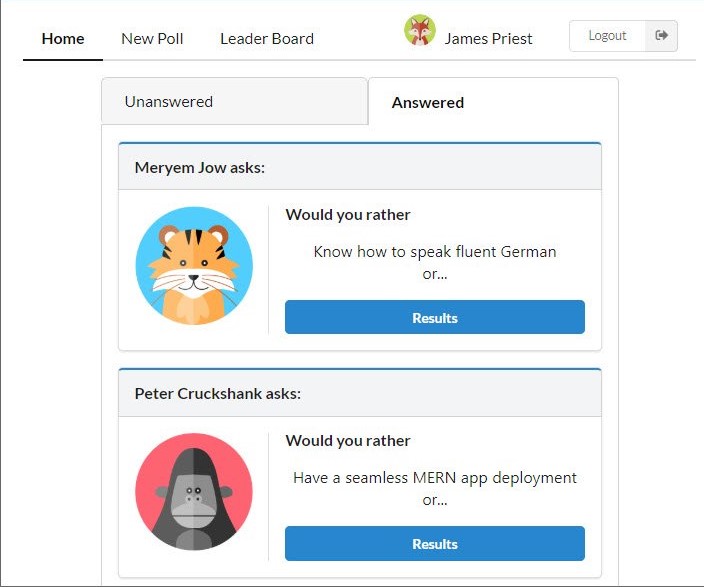 Home New Poll Leader Board James Priest Logout
Unanswered Answered
Meryem Jow asks:
Would you rather
Know how to speak fluent German
or...
Results
Peter Cruckshank asks:
Would you rather
Have a seamless MERN app deployment
or...
Results